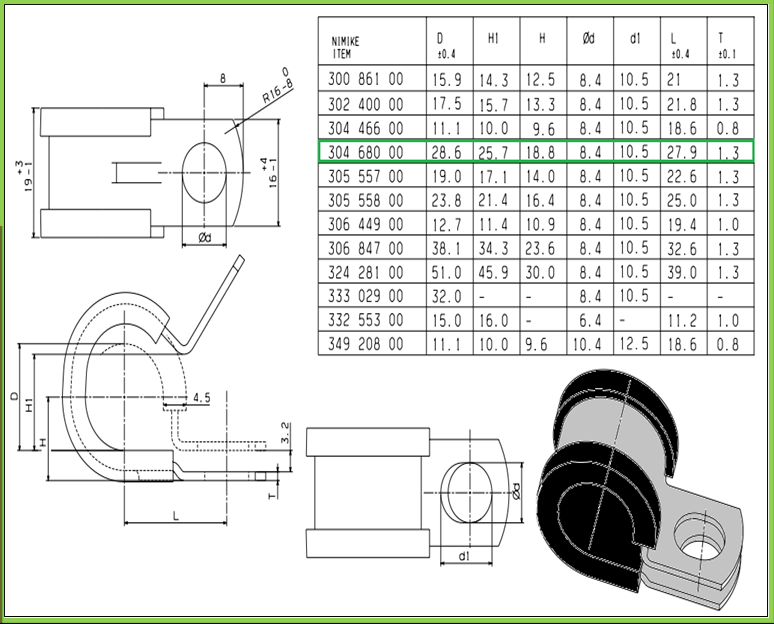 NIMIKE ITEM D ±0.4 H1 H Ød d1 L ±0.4 T ±0.1
300 861 00 15.9 14.3 12.5 8.4 10.5 21 1.3
302 400 00 17.5 15.7 13.3 8.4 10.5 21.8 1.3
304 466 00 11.1 10.0 9.6 8.4 10.5 18.6 0.8
304 680 00 28.6 25.7 18.8 8.4 10.5 27.9 1.3
305 557 00 19.0 17.1 14.0 8.4 10.5 22.6 1.3
305 558 00 23.8 21.4 16.4 8.4 10.5 25.0 1.3
306 449 00 12.7 11.4 10.9 8.4 10.5 19.4 1.0
306 847 00 38.1 34.3 23.6 8.4 10.5 32.6 1.3
324 281 00 51.0 45.9 30.0 8.4 10.5 39.0 1.3
333 029 00 32.0 - - 8.4 10.5 - -
332 553 00 15.0 16.0 - 6.4 - 11.2 1.0
349 208 00 11.1 10.0 9.6 10.4 12.5 18.6 0.8
8
R16-8 0
19-1 +3
16-1 +4
Ød
4.5
D
H1
H
3.2
T
L
Ød
d1